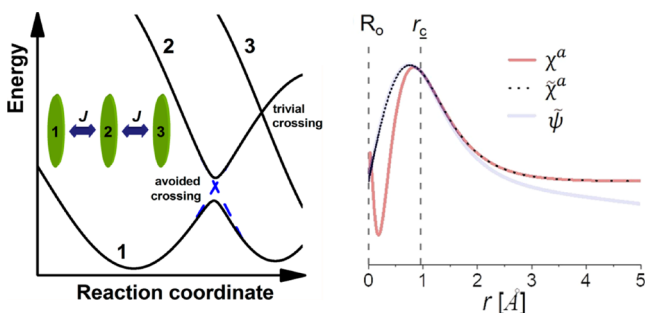 Energy
2
3
J
J
1
2
3
trivial
crossing
avoided
crossing
1
Reaction coordinate
Rₒ
r_c
χᵃ
χ̃ᵃ
ψ̃
0
1
2
3
4
5
r [Å]